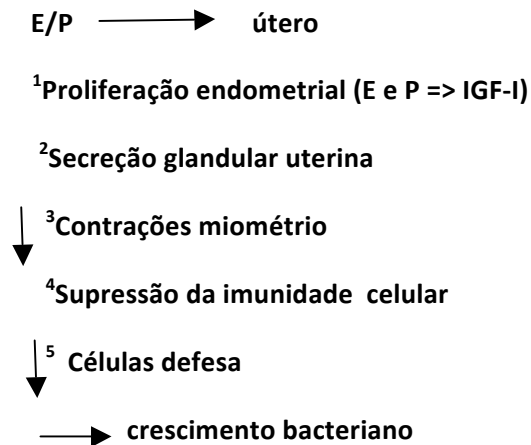 E/P ⟶ útero
¹Proliferação endometrial (E e P => IGF-I)
²Secreção glandular uterina
↓ ³Contrações miométrio
⁴Supressão da imunidade celular
↓ ⁵ Células defesa
⟶ crescimento bacteriano